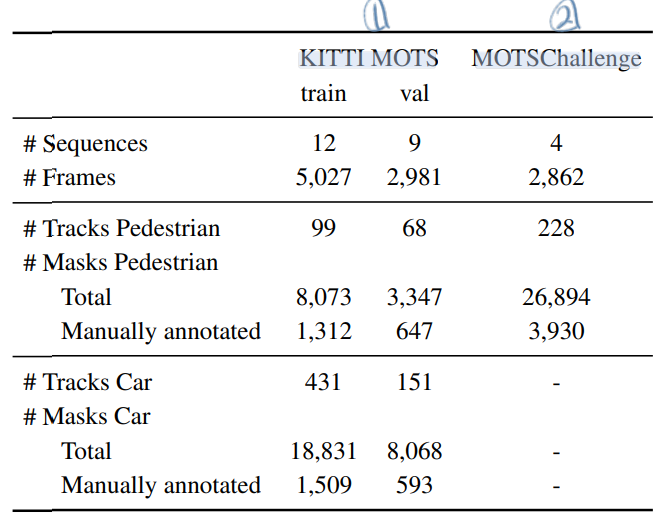 ① ②
KITTI MOTS MOTSChallenge
train val
# Sequences 12 9 4
# Frames 5,027 2,981 2,862
# Tracks Pedestrian 99 68 228
# Masks Pedestrian
Total 8,073 3,347 26,894
Manually annotated 1,312 647 3,930
# Tracks Car 431 151 -
# Masks Car
Total 18,831 8,068 -
Manually annotated 1,509 593 -